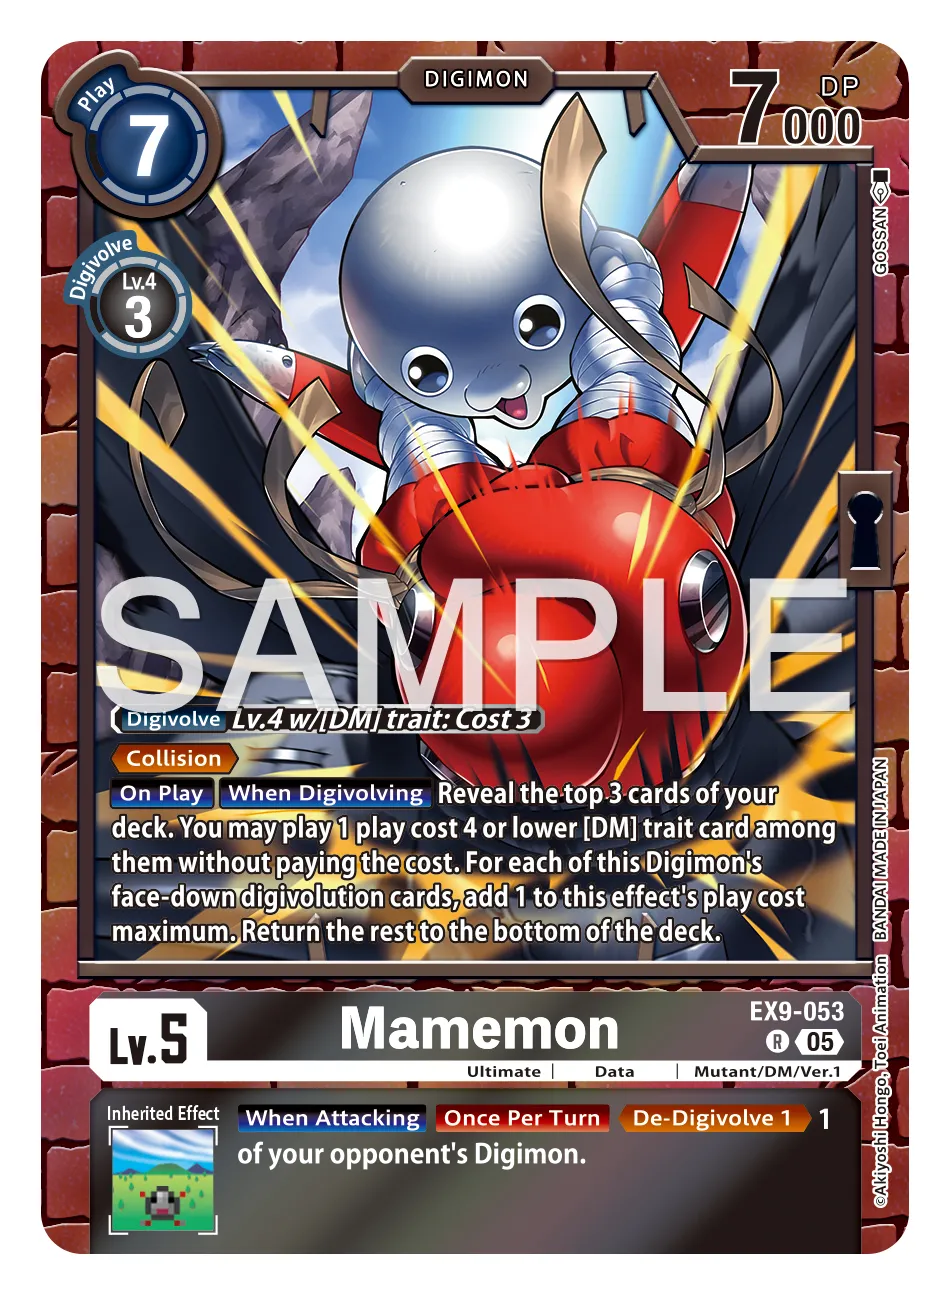 DIGIMON
Play
7
7000 DP
Digivolve
Lv.4
3
GOSSAN
SAMPLE
Digivolve Lv.4 w/[DM] trait: Cost 3
Collision
On Play When Digivolving Reveal the top 3 cards of your
deck. You may play 1 play cost 4 or lower [DM] trait card among
them without paying the cost. For each of this Digimon's
face-down digivolution cards, add 1 to this effect's play cost
maximum. Return the rest to the bottom of the deck.
©Akiyoshi Hongo, Toei Animation BANDAI MADE IN JAPAN
Lv.5
Mamemon
EX9-053
R 05
Ultimate | Data | Mutant/DM/Ver.1
Inherited Effect
When Attacking Once Per Turn De-Digivolve 1 1
of your opponent's Digimon.